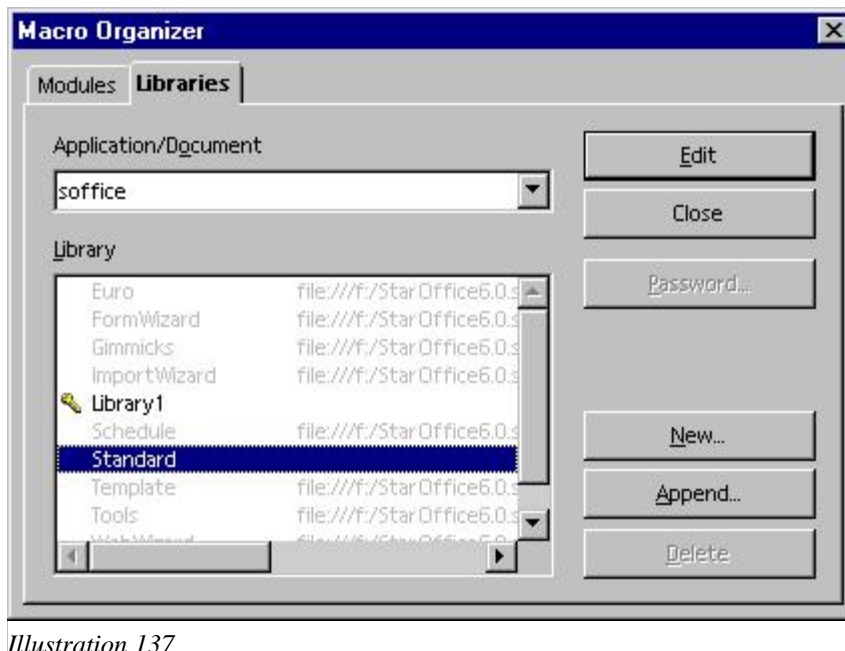 Macro Organizer
Modules Libraries
Application/Document
soffice
Edit
Close
Library
Password...
Euro file:///f:/StarOffice6.0.s
FormWizard file:///f:/StarOffice6.0.s
Gimmicks file:///f:/StarOffice6.0.s
ImportWizard file:///f:/StarOffice6.0.s
Library1
Schedule file:///f:/StarOffice6.0.s
Standard
Template file:///f:/StarOffice6.0.s
Tools file:///f:/StarOffice6.0.s
New...
Append...
Delete
Illustration 137